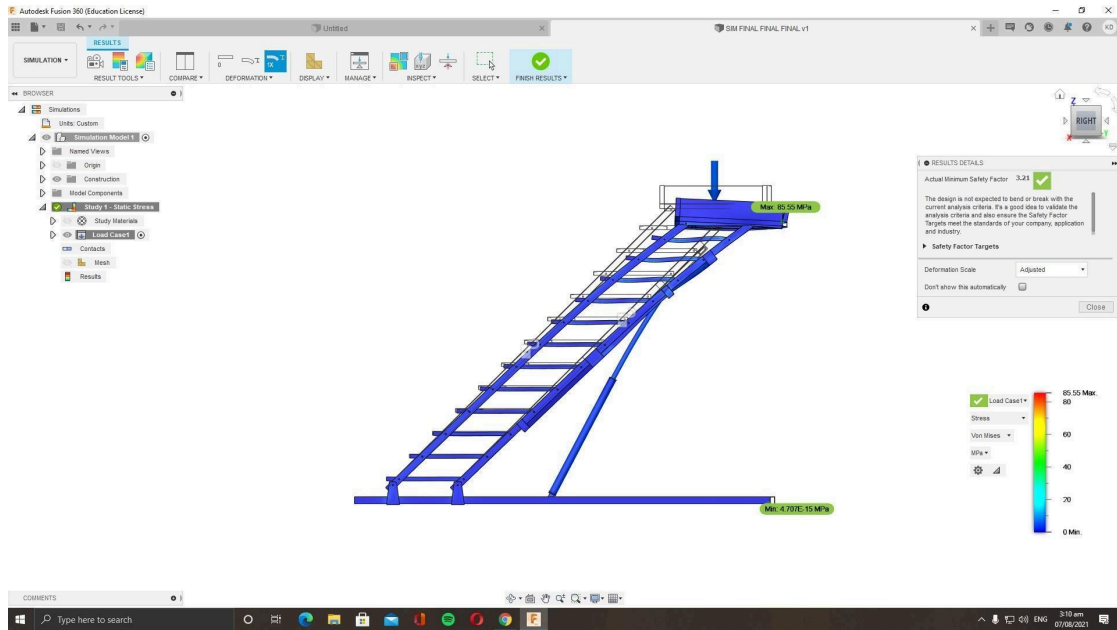 Autodesk Fusion 360 (Education License)
Untitled
SIM FINAL FINAL FINAL v1
KD
RESULTS
SIMULATION
RESULT TOOLS
COMPARE
DEFORMATION
DISPLAY
MANAGE
INSPECT
SELECT
FINISH RESULTS
BROWSER
Simulations
Units: Custom
Simulation Model 1
Named Views
Origin
Construction
Model Components
Study 1 - Static Stress
Study Materials
Load Case1
Contacts
Mesh
Results
Z
RIGHT
X
Y
Max: 85.55 MPa
Min: 4.707E-15 MPa
RESULTS DETAILS
Actual Minimum Safety Factor 3.21
The design is not expected to bend or break with the
current analysis criteria. It's a good idea to validate the
analysis criteria and also ensure the Safety Factor
Targets meet the standards of your company, application
and industry.
Safety Factor Targets
Deformation Scale Adjusted
Don't show this automatically
Close
Load Case1
Stress
Von Mises
MPa
85.55 Max.
80
60
40
20
0 Min.
COMMENTS
Type here to search
ENG
3:10 am
07/08/2021